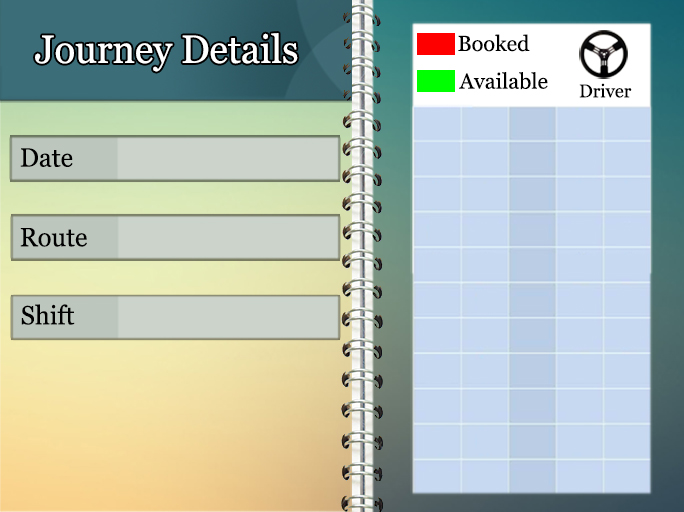 Journey Details
Date
Route
Shift
Booked
Available
Driver